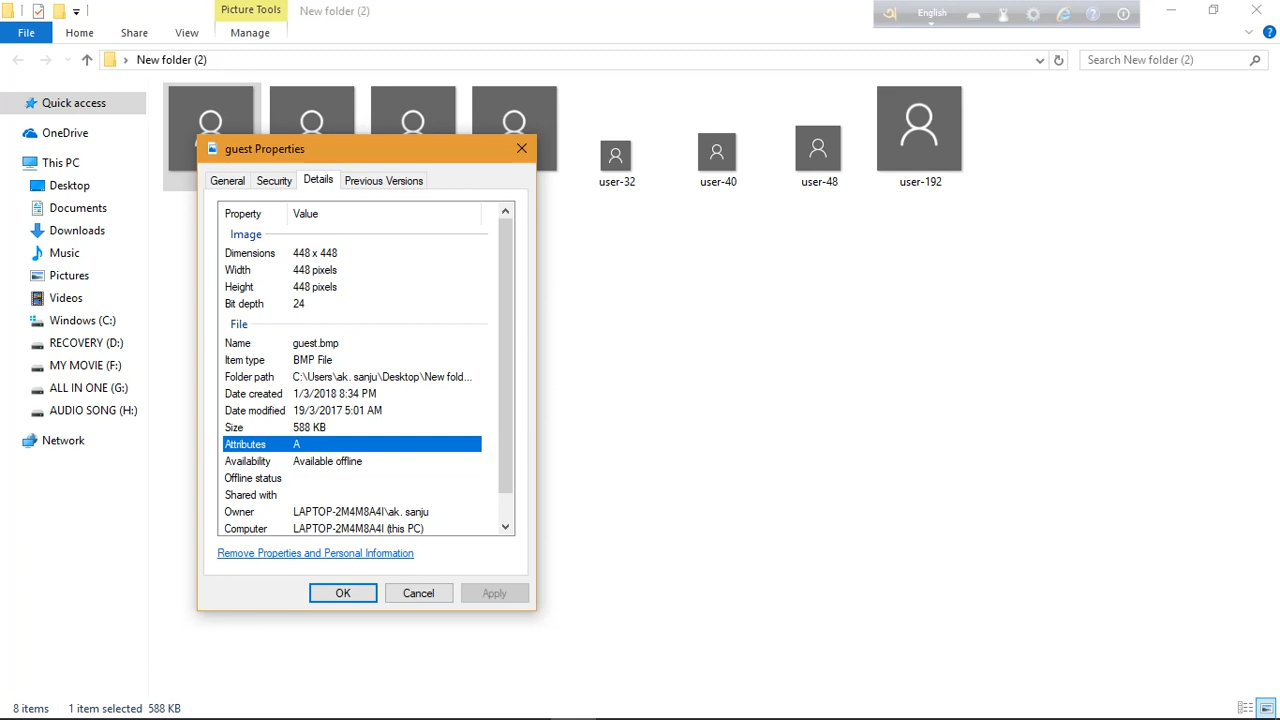 Picture Tools
New folder (2)
English
File
Home
Share
View
Manage
New folder (2)
Search New folder (2)
Quick access
OneDrive
This PC
Desktop
Documents
Downloads
Music
Pictures
Videos
Windows (C:)
RECOVERY (D:)
MY MOVIE (F:)
ALL IN ONE (G:)
AUDIO SONG (H:)
Network
user-32
user-40
user-48
user-192
guest Properties
General
Security
Details
Previous Versions
Property Value
Image
Dimensions 448 x 448
Width 448 pixels
Height 448 pixels
Bit depth 24
File
Name guest.bmp
Item type BMP File
Folder path C:\Users\ak. sanju\Desktop\New fold...
Date created 1/3/2018 8:34 PM
Date modified 19/3/2017 5:01 AM
Size 588 KB
Attributes A
Availability Available offline
Offline status
Shared with
Owner LAPTOP-2M4M8A4I\ak. sanju
Computer LAPTOP-2M4M8A4I (this PC)
Remove Properties and Personal Information
OK
Cancel
Apply
8 items 1 item selected 588 KB